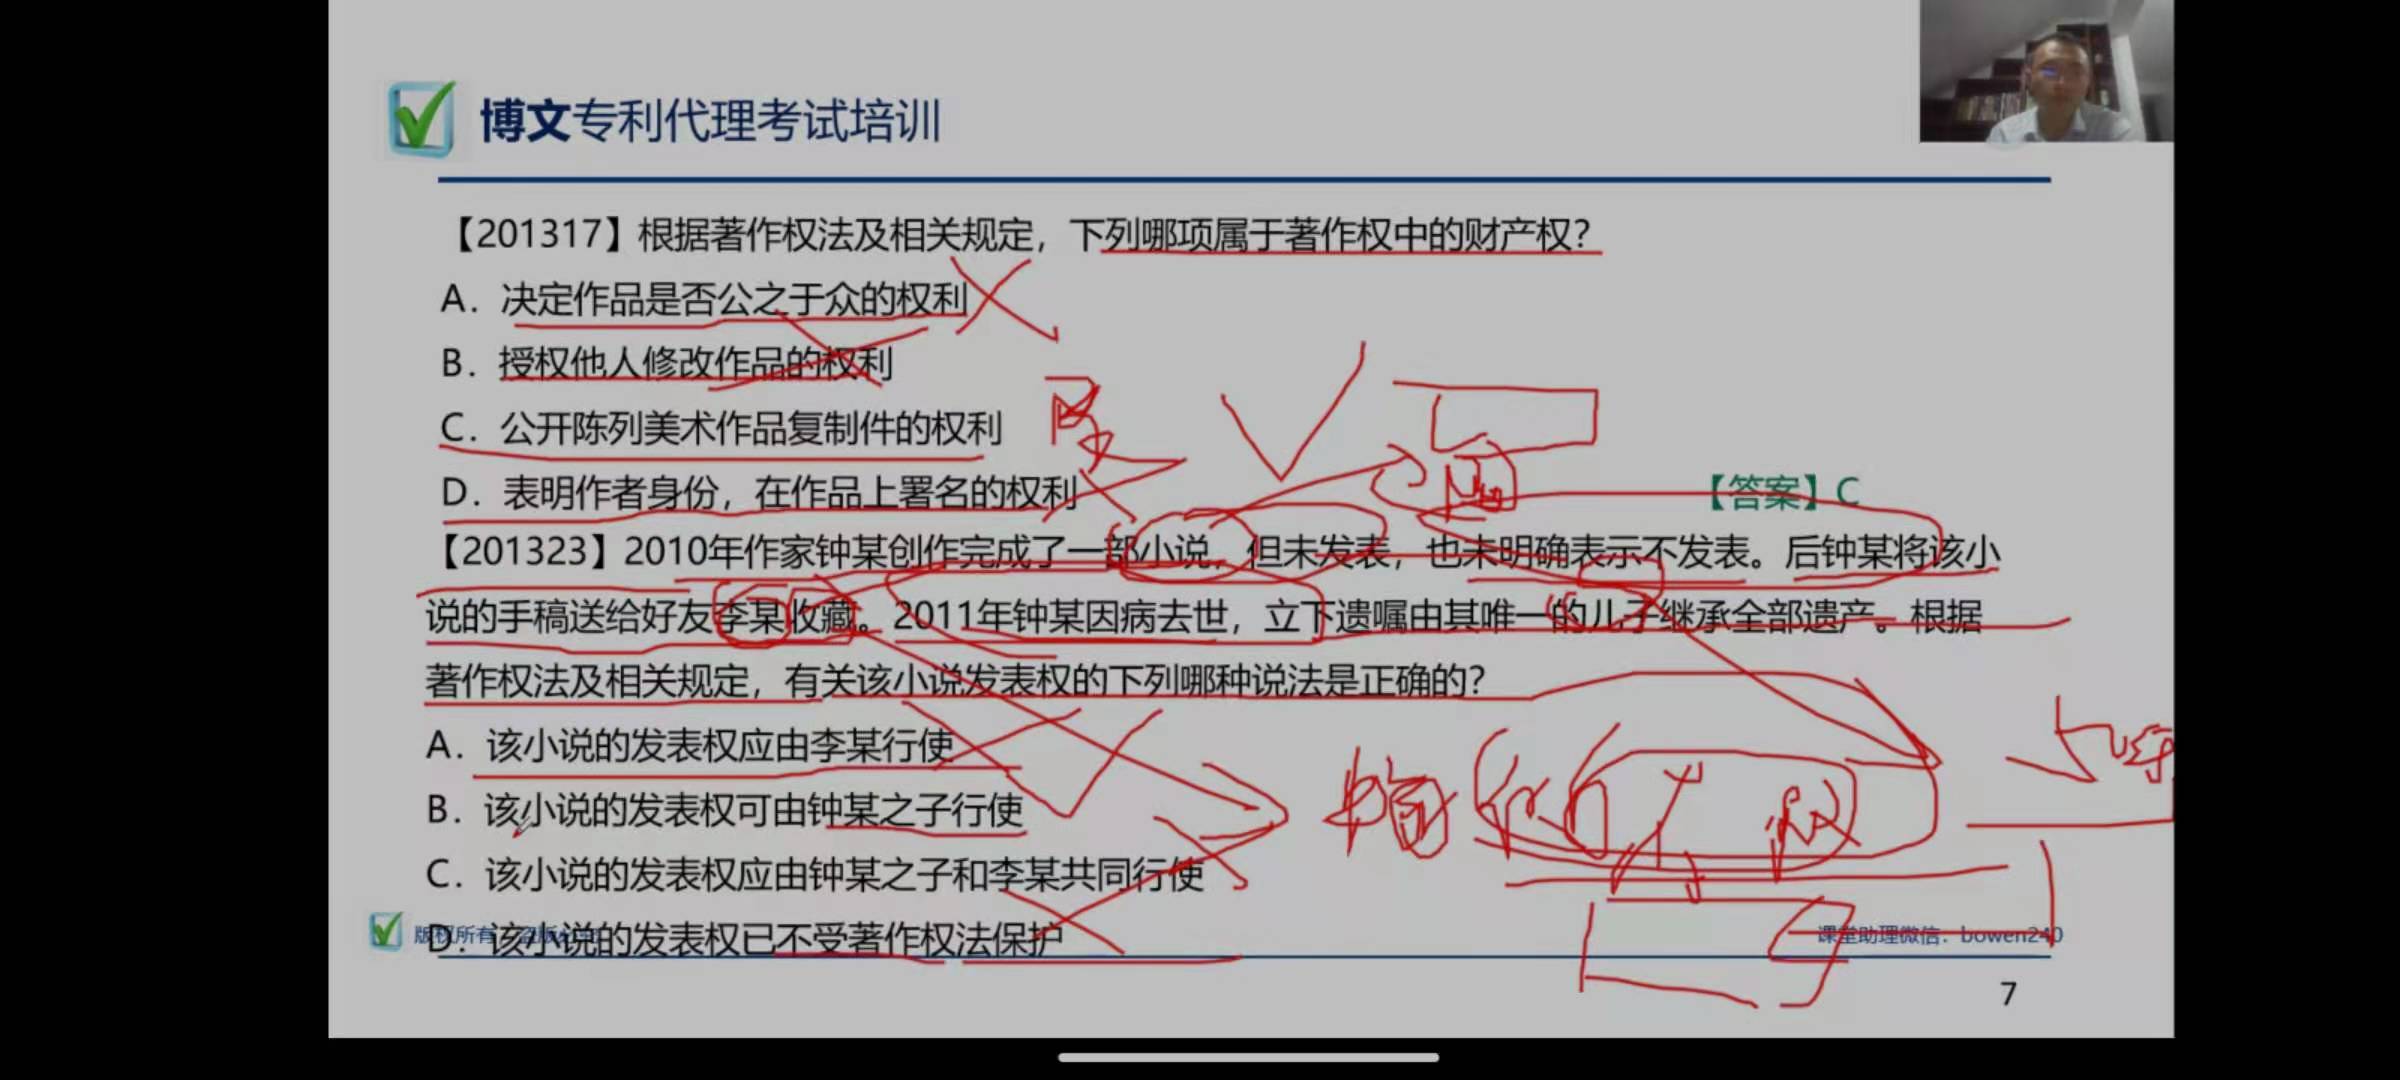 博文专利代理考试培训
【201317】根据著作权法及相关规定，下列哪项属于著作权中的财产权？
A．决定作品是否公之于众的权利
B．授权他人修改作品的权利
C．公开陈列美术作品复制件的权利
D．表明作者身份，在作品上署名的权利
【答案】C
【201323】2010年作家钟某创作完成了一部小说，但未发表，也未明确表示不发表。后钟某将该小
说的手稿送给好友李某收藏。2011年钟某因病去世，立下遗嘱由其唯一的儿子继承全部遗产。根据
著作权法及相关规定，有关该小说发表权的下列哪种说法是正确的？
A．该小说的发表权应由李某行使
B．该小说的发表权可由钟某之子行使
C．该小说的发表权应由钟某之子和李某共同行使
D．该小说的发表权已不受著作权法保护
版权所有
课堂助理微信：bowen240
7